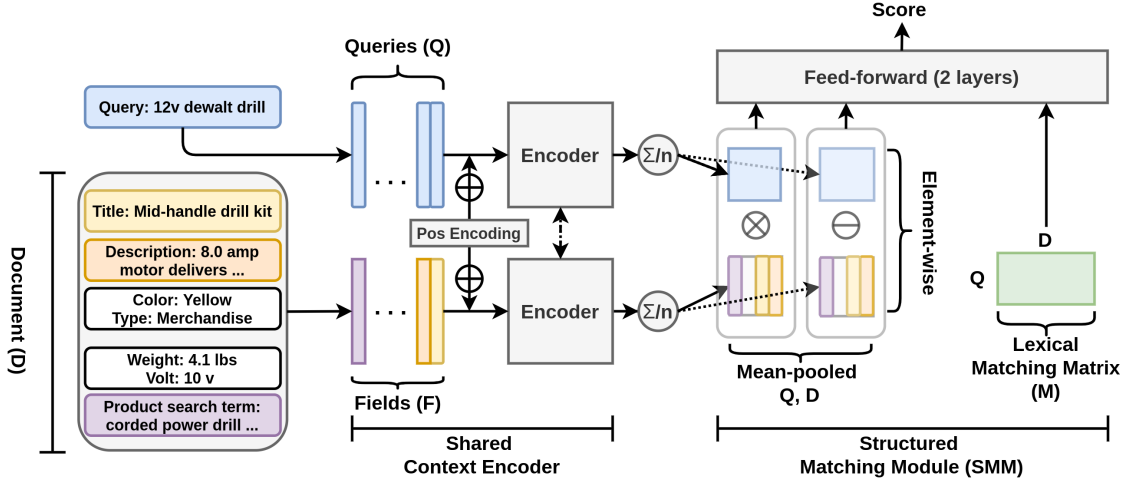 Score
Queries (Q)
Feed-forward (2 layers)
Query: 12v dewalt drill
. . .
Encoder
Σ/n
Document (D)
Title: Mid-handle drill kit
Description: 8.0 amp
motor delivers ...
Color: Yellow
Type: Merchandise
Weight: 4.1 lbs
Volt: 10 v
Product search term:
corded power drill ...
Pos Encoding
. . .
Encoder
Σ/n
Element-wise
D
Q
Fields (F)
Mean-pooled
Q, D
Lexical
Matching Matrix
(M)
Shared
Context Encoder
Structured
Matching Module (SMM)